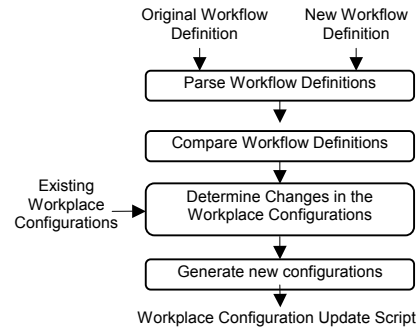 Original Workflow
Definition
New Workflow
Definition
Parse Workflow Definitions
Compare Workflow Definitions
Existing
Workplace
Configurations
Determine Changes in the
Workplace Configurations
Generate new configurations
Workplace Configuration Update Script